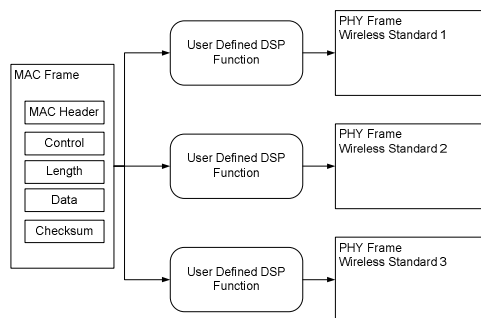 MAC Frame
MAC Header
Control
Length
Data
Checksum
User Defined DSP
Function
PHY Frame
Wireless Standard 1
User Defined DSP
Function
PHY Frame
Wireless Standard 2
User Defined DSP
Function
PHY Frame
Wireless Standard 3